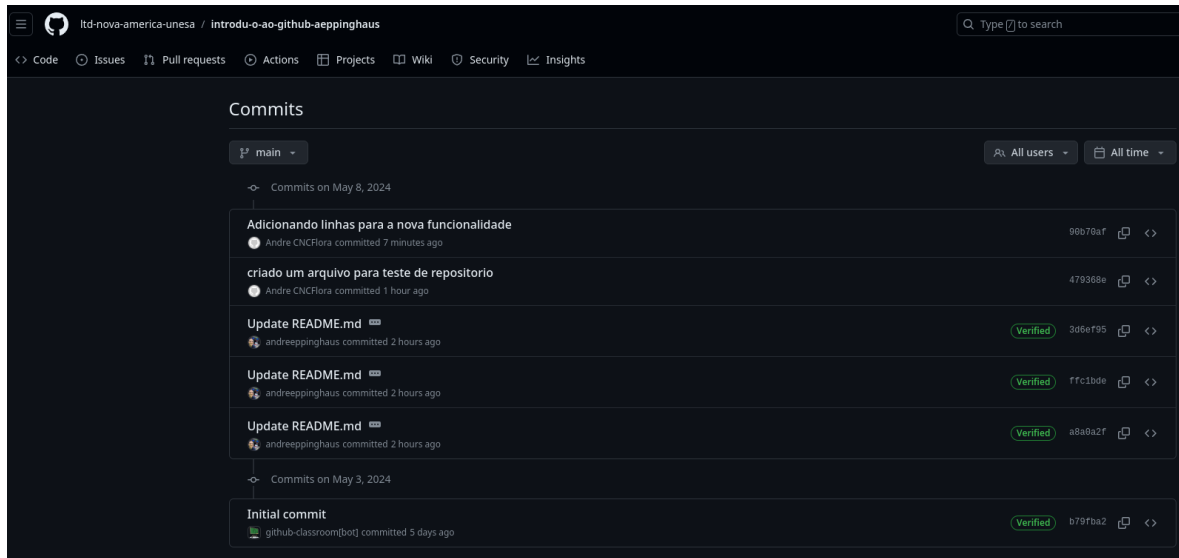 ltd-nova-america-unesa / introdu-o-ao-github-aeppinghaus
Type / to search
Code Issues Pull requests Actions Projects Wiki Security Insights
Commits
main All users All time
Commits on May 8, 2024
Adicionando linhas para a nova funcionalidade
Andre CNCFlora committed 7 minutes ago
90b70af
criado um arquivo para teste de repositorio
Andre CNCFlora committed 1 hour ago
479368e
Update README.md
andreeppinghaus committed 2 hours ago
Verified 3d6ef95
Update README.md
andreeppinghaus committed 2 hours ago
Verified ffc1bde
Update README.md
andreeppinghaus committed 2 hours ago
Verified a8a0a2f
Commits on May 3, 2024
Initial commit
github-classroom[bot] committed 5 days ago
Verified b79fba2